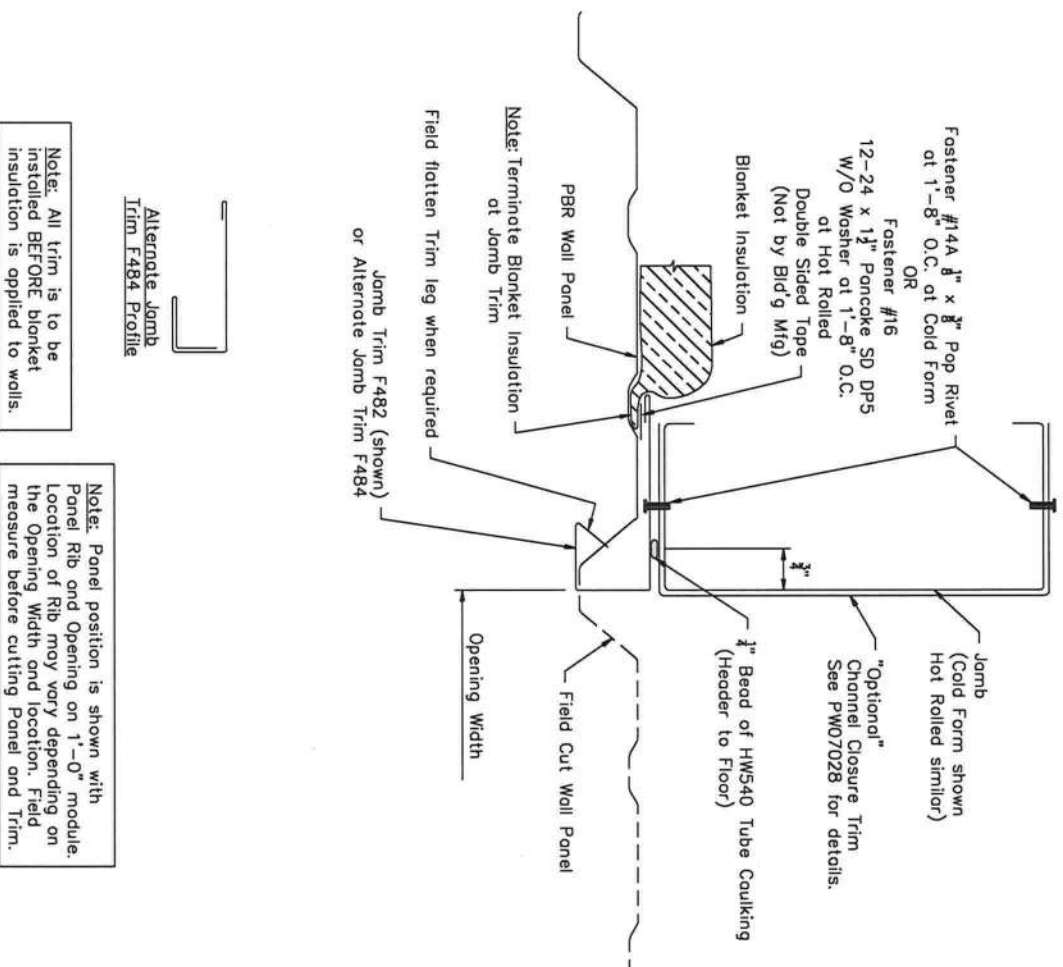 Fastener #14A 1/8" x 3/8" Pop Rivet
at 1'-8" O.C. at Cold Form
OR
Fastener #16
12-24 x 1 1/2" Pancake SD DP5
W/O Washer at 1'-8" O.C.
at Hot Rolled
Double Sided Tape
(Not by Bld'g Mfg)
Blanket Insulation
PBR Wall Panel
Note: Terminate Blanket Insulation
at Jamb Trim
Field flatten Trim leg when required
Jamb Trim F482 (shown)
or Alternate Jamb Trim F484
Jamb
(Cold Form shown
Hot Rolled similar)
"Optional"
Channel Closure Trim
See PW07028 for details.
3/4"
1/4" Bead of HW540 Tube Caulking
(Header to Floor)
Field Cut Wall Panel
Opening Width
Alternate Jamb
Trim F484 Profile
Note: All trim is to be
installed BEFORE blanket
insulation is applied to walls.
Note: Panel position is shown with
Panel Rib and Opening on 1'-0" module.
Location of Rib may vary depending on
the Opening Width and location. Field
measure before cutting Panel and Trim.